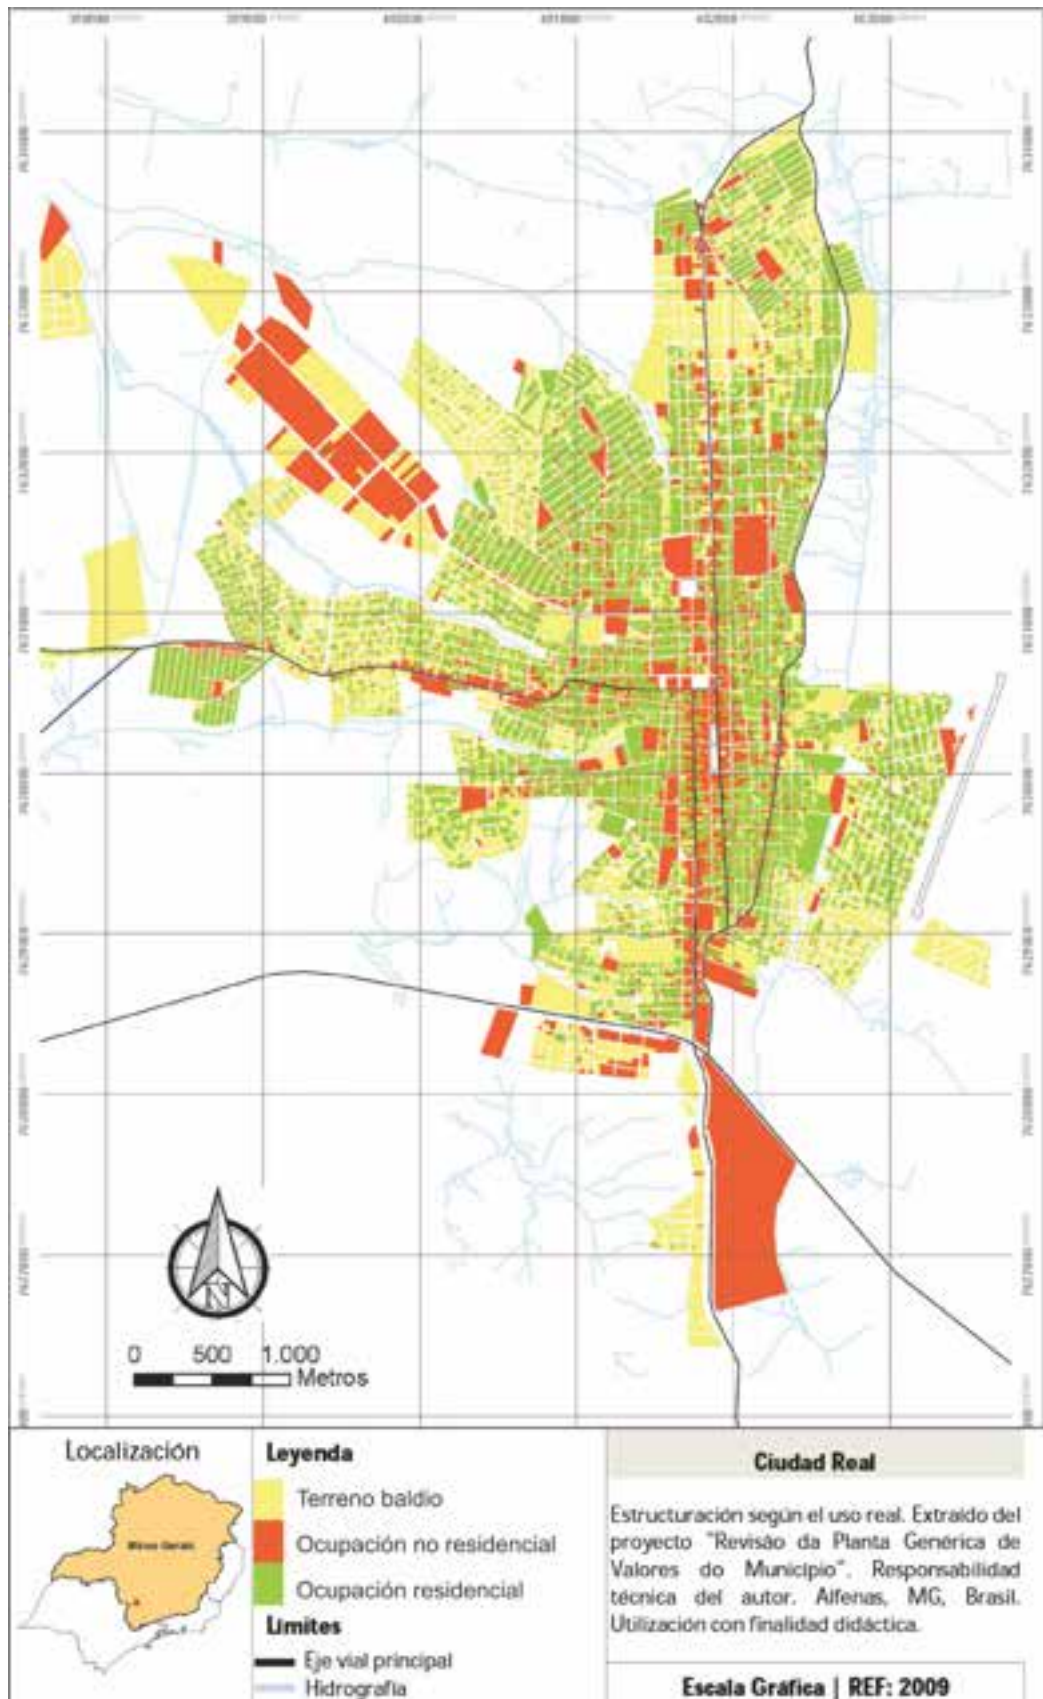 N
0 500 1.000
Metros
Localización
Minas Gerais
Leyenda
Terreno baldio
Ocupación no residencial
Ocupación residencial
Límites
Eje vial principal
Hidrografía
Ciudad Real
Estructuración según el uso real. Extraído del
proyecto "Revisão da Planta Genérica de
Valores do Município". Responsabilidad
técnica del autor. Alfenas, MG, Brasil.
Utilización con finalidad didáctica.
Escala Gráfica | REF: 2009